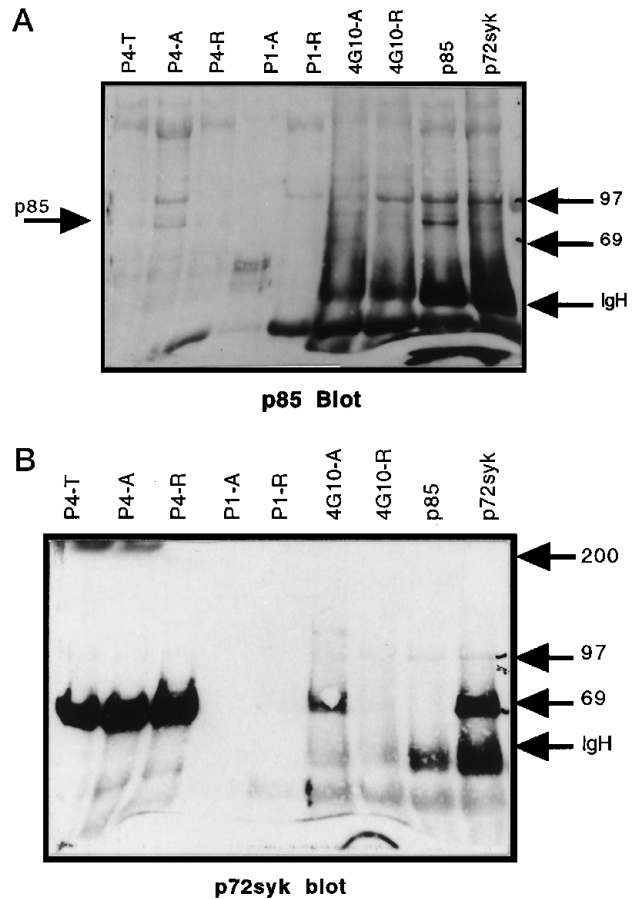 A
P4-T P4-A P4-R P1-A P1-R 4G10-A 4G10-R p85 p72syk
p85
97
69
IgH
p85 Blot
B
P4-T P4-A P4-R P1-A P1-R 4G10-A 4G10-R p85 p72syk
200
97
69
IgH
p72syk blot